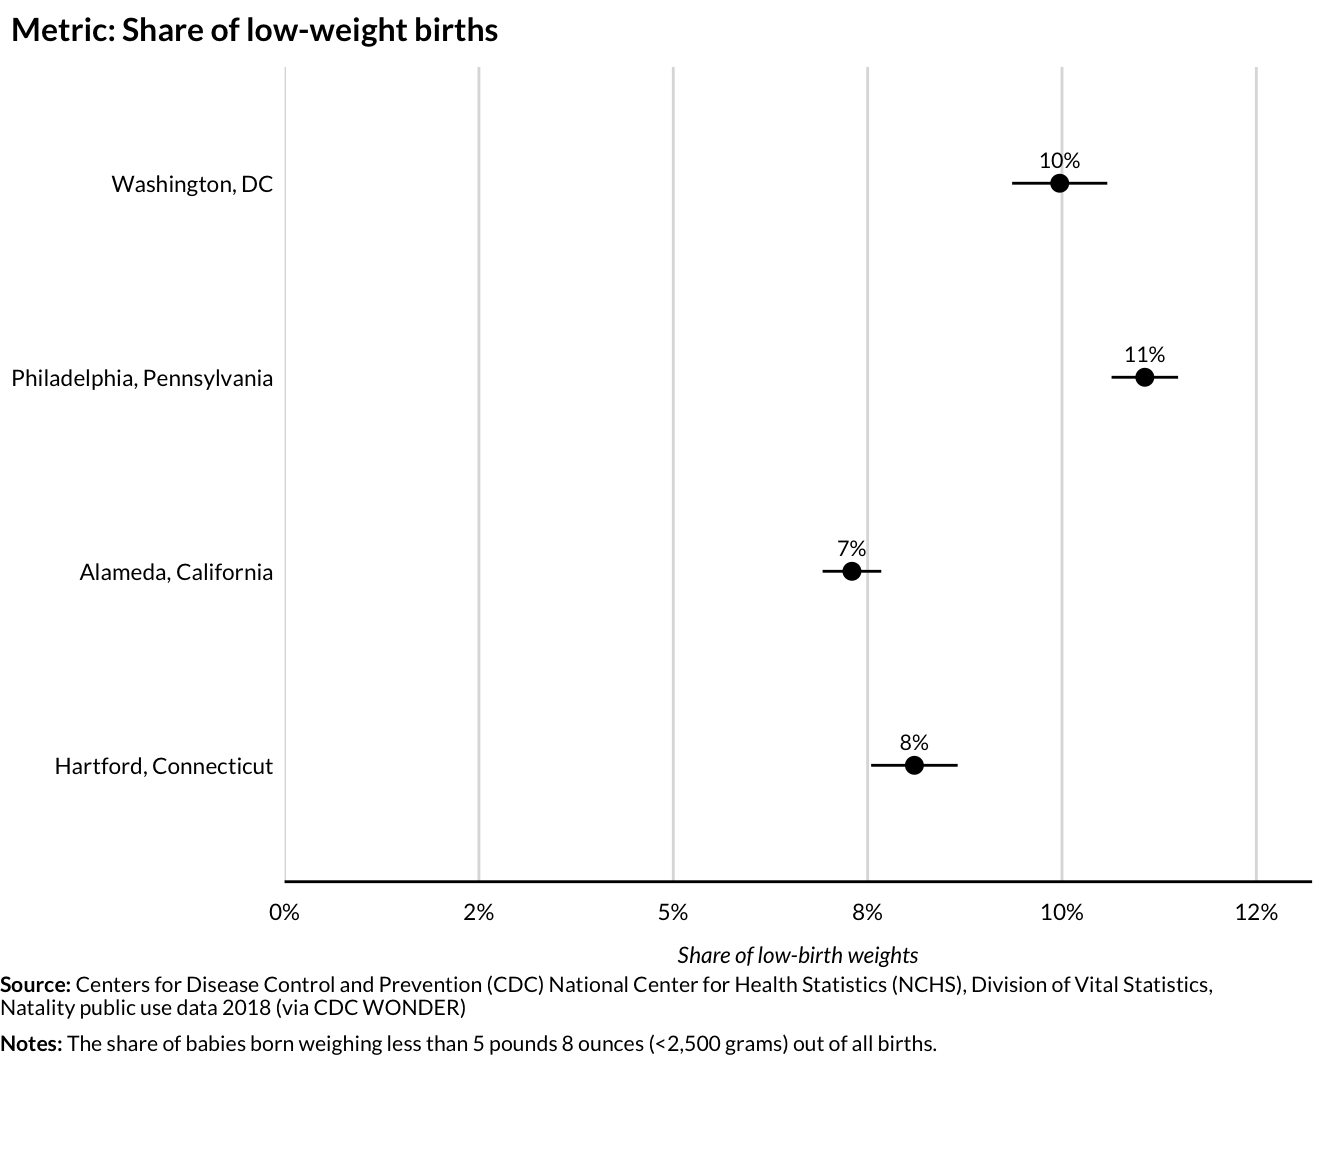 Metric: Share of low-weight births
10%
Washington, DC
11%
Philadelphia, Pennsylvania
7%
Alameda, California
8%
Hartford, Connecticut
0% 2% 5% 8% 10% 12%
Share of low-birth weights
Source: Centers for Disease Control and Prevention (CDC) National Center for Health Statistics (NCHS), Division of Vital Statistics,
Natality public use data 2018 (via CDC WONDER)
Notes: The share of babies born weighing less than 5 pounds 8 ounces (<2,500 grams) out of all births.